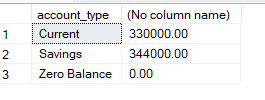 account_type (No column name)
1 Current 330000.00
2 Savings 344000.00
3 Zero Balance 0.00